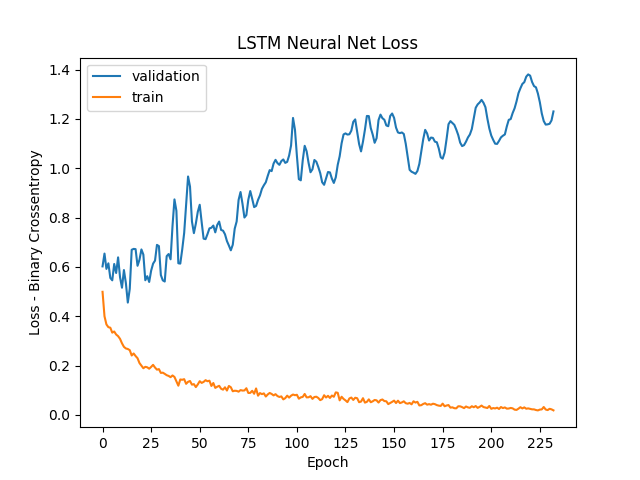 LSTM Neural Net Loss
validation
train
Loss - Binary Crossentropy
1.4
1.2
1.0
0.8
0.6
0.4
0.2
0.0
0 25 50 75 100 125 150 175 200 225
Epoch